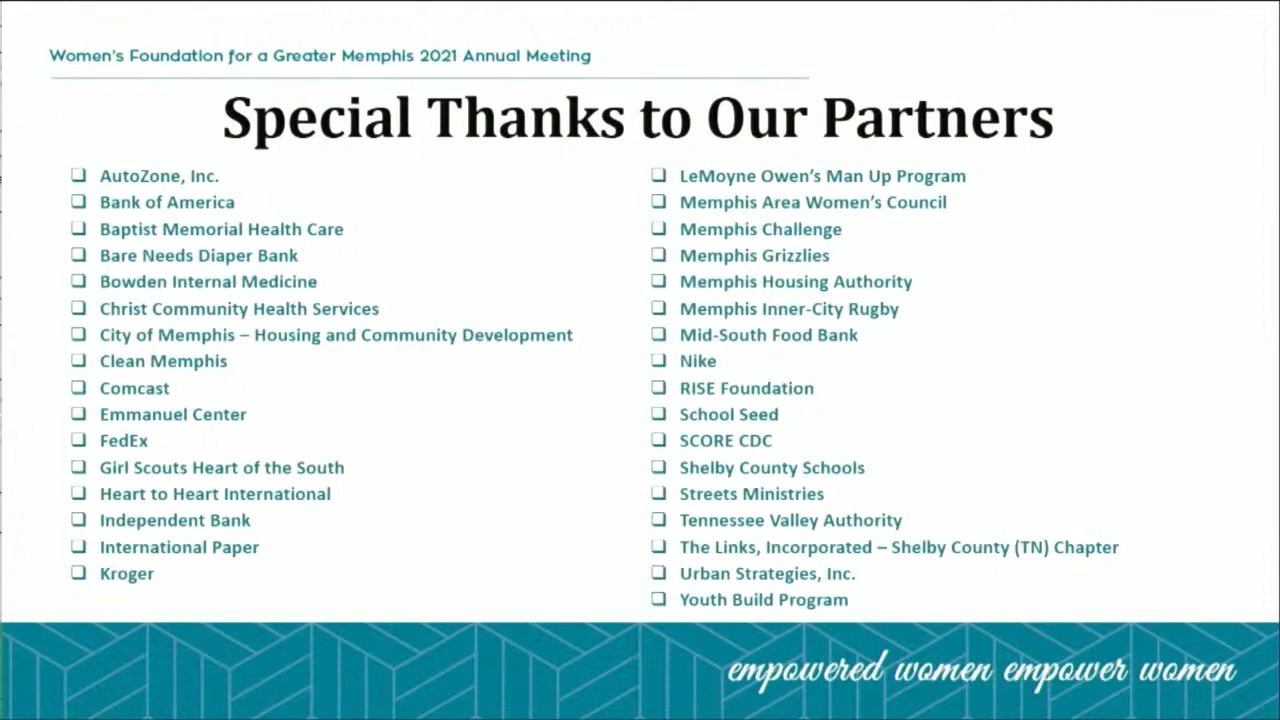 Women's Foundation for a Greater Memphis 2021 Annual Meeting
Special Thanks to Our Partners
AutoZone, Inc.
Bank of America
Baptist Memorial Health Care
Bare Needs Diaper Bank
Bowden Internal Medicine
Christ Community Health Services
City of Memphis – Housing and Community Development
Clean Memphis
Comcast
Emmanuel Center
FedEx
Girl Scouts Heart of the South
Heart to Heart International
Independent Bank
International Paper
Kroger
LeMoyne Owen's Man Up Program
Memphis Area Women's Council
Memphis Challenge
Memphis Grizzlies
Memphis Housing Authority
Memphis Inner-City Rugby
Mid-South Food Bank
Nike
RISE Foundation
School Seed
SCORE CDC
Shelby County Schools
Streets Ministries
Tennessee Valley Authority
The Links, Incorporated – Shelby County (TN) Chapter
Urban Strategies, Inc.
Youth Build Program
empowered women empower women